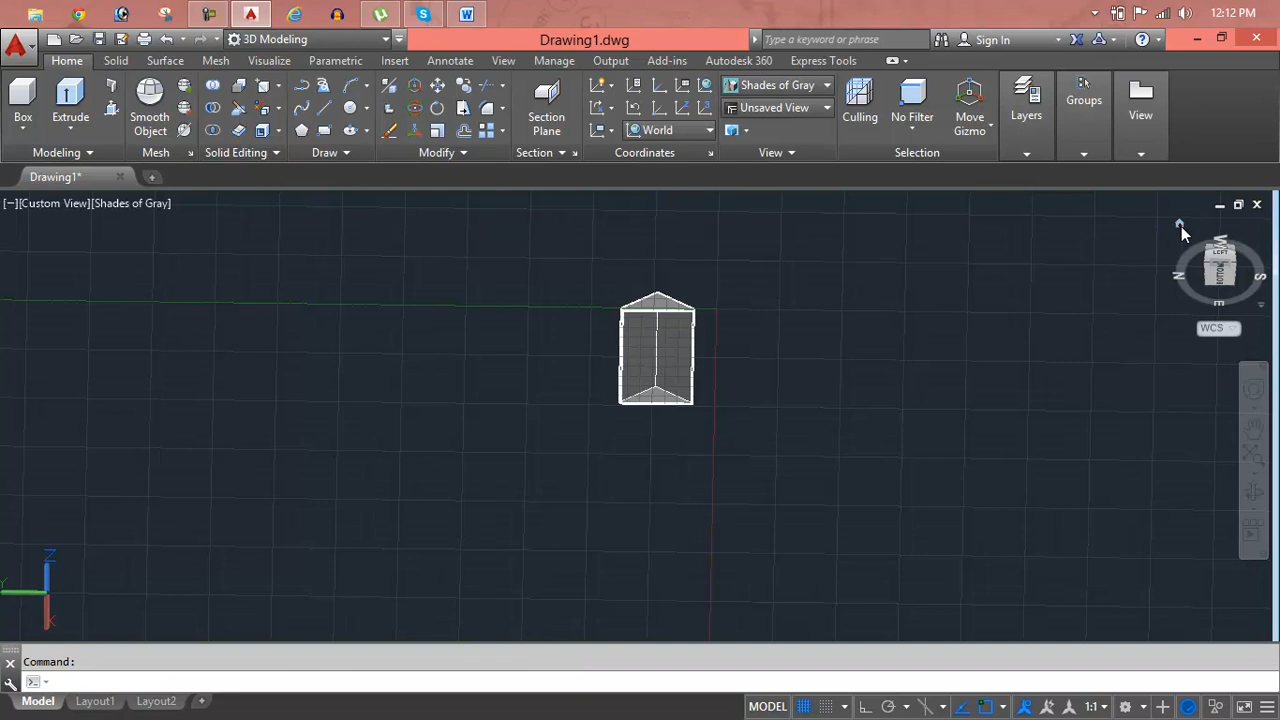 12:12 PM
3D Modeling
Drawing1.dwg
Type a keyword or phrase
Sign In
Home Solid Surface Mesh Visualize Parametric Insert Annotate View Manage Output Add-ins Autodesk 360 Express Tools
Shades of Gray
Unsaved View
World
Box Extrude Smooth Object Section Plane Culling No Filter Move Gizmo Layers Groups View
Modeling Mesh Solid Editing Draw Modify Section Coordinates View Selection
Drawing1*
[−][Custom View][Shades of Gray]
W
LEFT
N BOTTOM S
E
WCS
Z
Y
X
Command:
Model Layout1 Layout2
MODEL 1:1